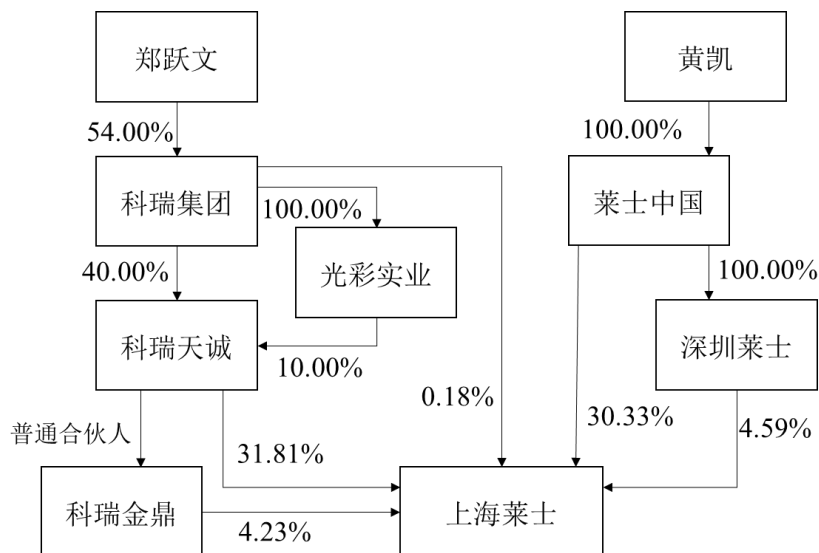 郑跃文
黄凯
54.00%
100.00%
科瑞集团
莱士中国
100.00%
40.00%
光彩实业
100.00%
科瑞天诚
深圳莱士
10.00%
0.18%
30.33%
4.59%
普通合伙人
31.81%
科瑞金鼎
上海莱士
4.23%